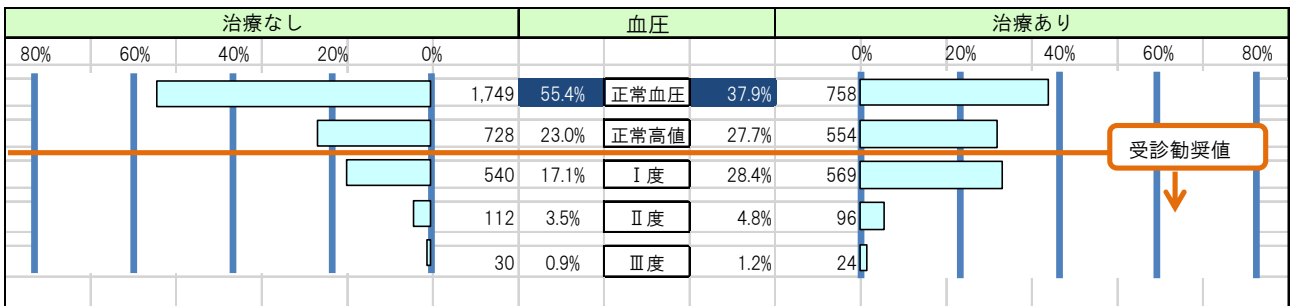 治療なし 血圧 治療あり
80% 60% 40% 20% 0% 0% 20% 40% 60% 80%
1,749 55.4% 正常血圧 37.9% 758
728 23.0% 正常高値 27.7% 554
受診勧奨値
540 17.1% Ⅰ度 28.4% 569
112 3.5% Ⅱ度 4.8% 96
30 0.9% Ⅲ度 1.2% 24